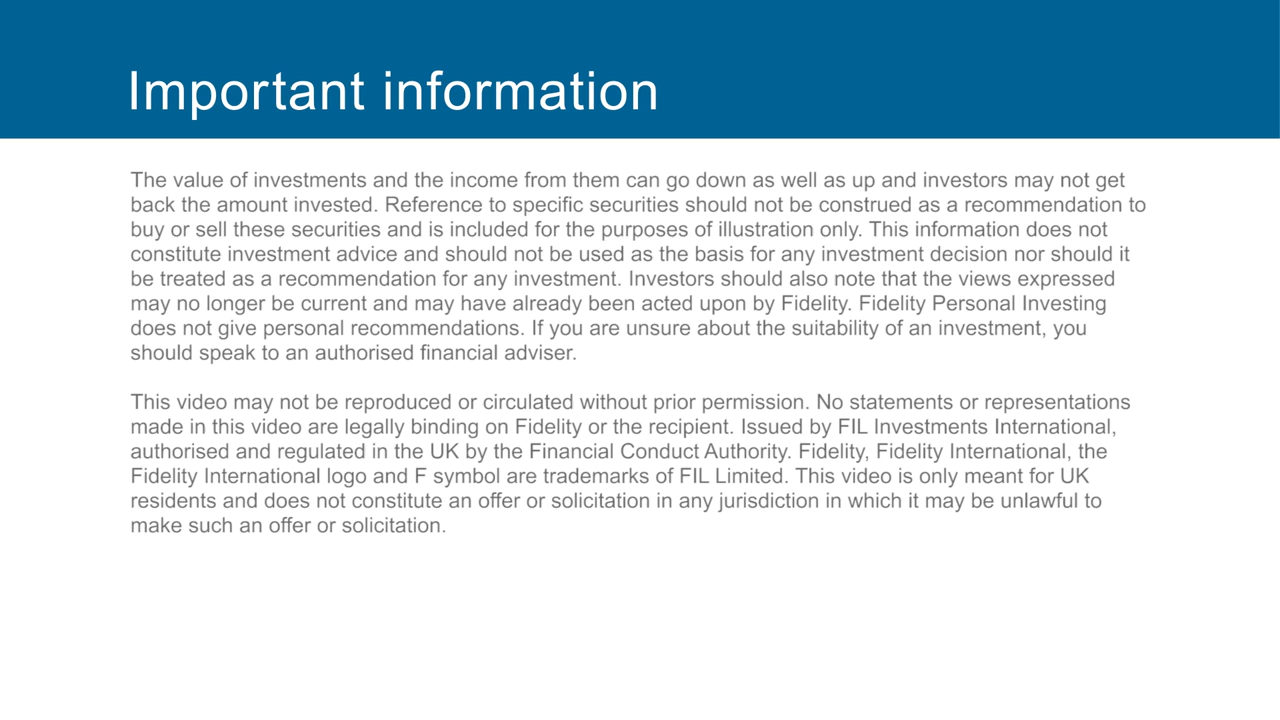 Important information
The value of investments and the income from them can go down as well as up and investors may not get
back the amount invested. Reference to specific securities should not be construed as a recommendation to
buy or sell these securities and is included for the purposes of illustration only. This information does not
constitute investment advice and should not be used as the basis for any investment decision nor should it
be treated as a recommendation for any investment. Investors should also note that the views expressed
may no longer be current and may have already been acted upon by Fidelity. Fidelity Personal Investing
does not give personal recommendations. If you are unsure about the suitability of an investment, you
should speak to an authorised financial adviser.
This video may not be reproduced or circulated without prior permission. No statements or representations
made in this video are legally binding on Fidelity or the recipient. Issued by FIL Investments International,
authorised and regulated in the UK by the Financial Conduct Authority. Fidelity, Fidelity International, the
Fidelity International logo and F symbol are trademarks of FIL Limited. This video is only meant for UK
residents and does not constitute an offer or solicitation in any jurisdiction in which it may be unlawful to
make such an offer or solicitation.